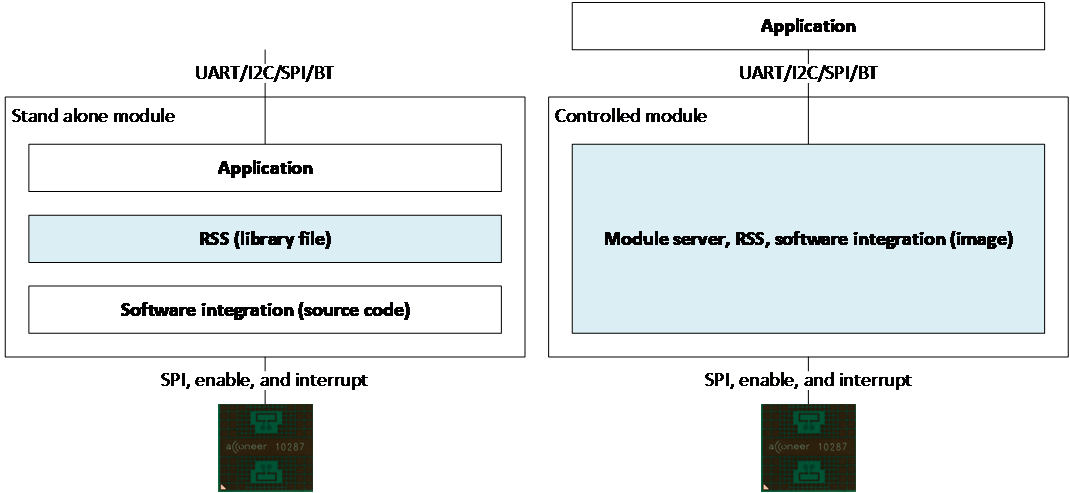 Application
UART/I2C/SPI/BT
UART/I2C/SPI/BT
Stand alone module
Application
RSS (library file)
Software integration (source code)
SPI, enable, and interrupt
acconeer 10287
Controlled module
Module server, RSS, software integration (image)
SPI, enable, and interrupt
acconeer 10287